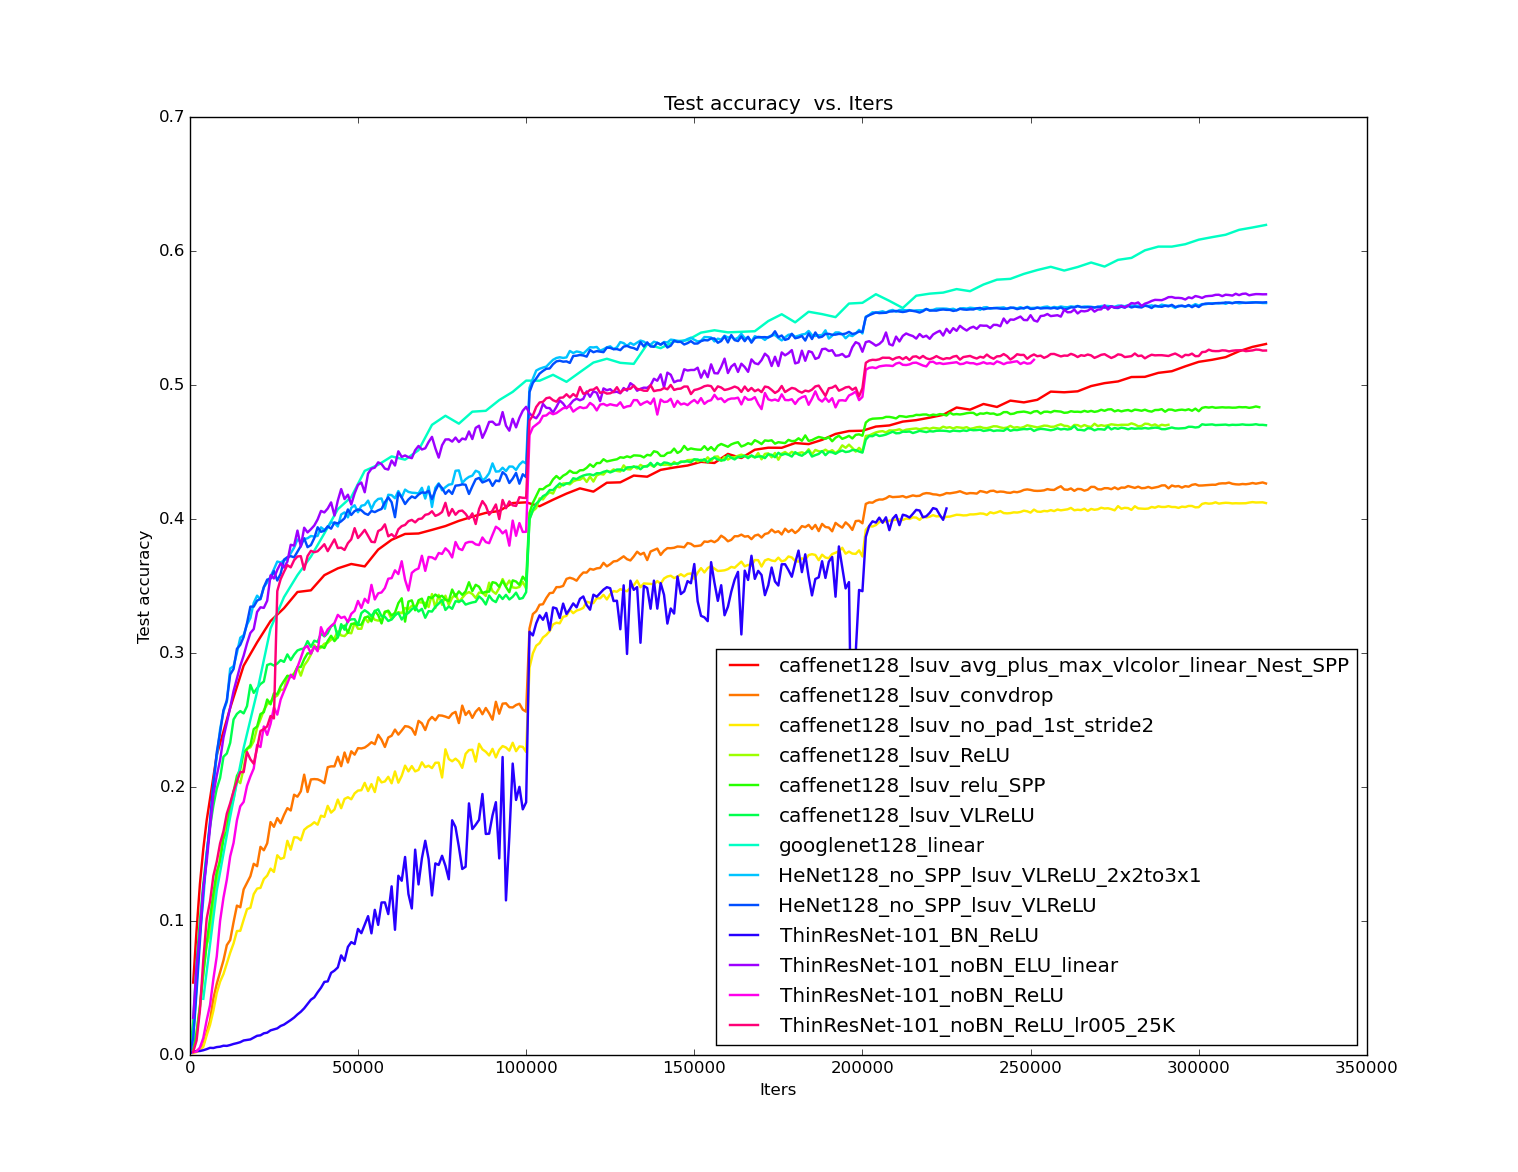 Test accuracy  vs. Iters
Test accuracy
0.7
0.6
0.5
0.4
0.3
0.2
0.1
0.0
caffenet128_lsuv_avg_plus_max_vlcolor_linear_Nest_SPP
caffenet128_lsuv_convdrop
caffenet128_lsuv_no_pad_1st_stride2
caffenet128_lsuv_ReLU
caffenet128_lsuv_relu_SPP
caffenet128_lsuv_VLReLU
googlenet128_linear
HeNet128_no_SPP_lsuv_VLReLU_2x2to3x1
HeNet128_no_SPP_lsuv_VLReLU
ThinResNet-101_BN_ReLU
ThinResNet-101_noBN_ELU_linear
ThinResNet-101_noBN_ReLU
ThinResNet-101_noBN_ReLU_lr005_25K
0 50000 100000 150000 200000 250000 300000 350000
Iters